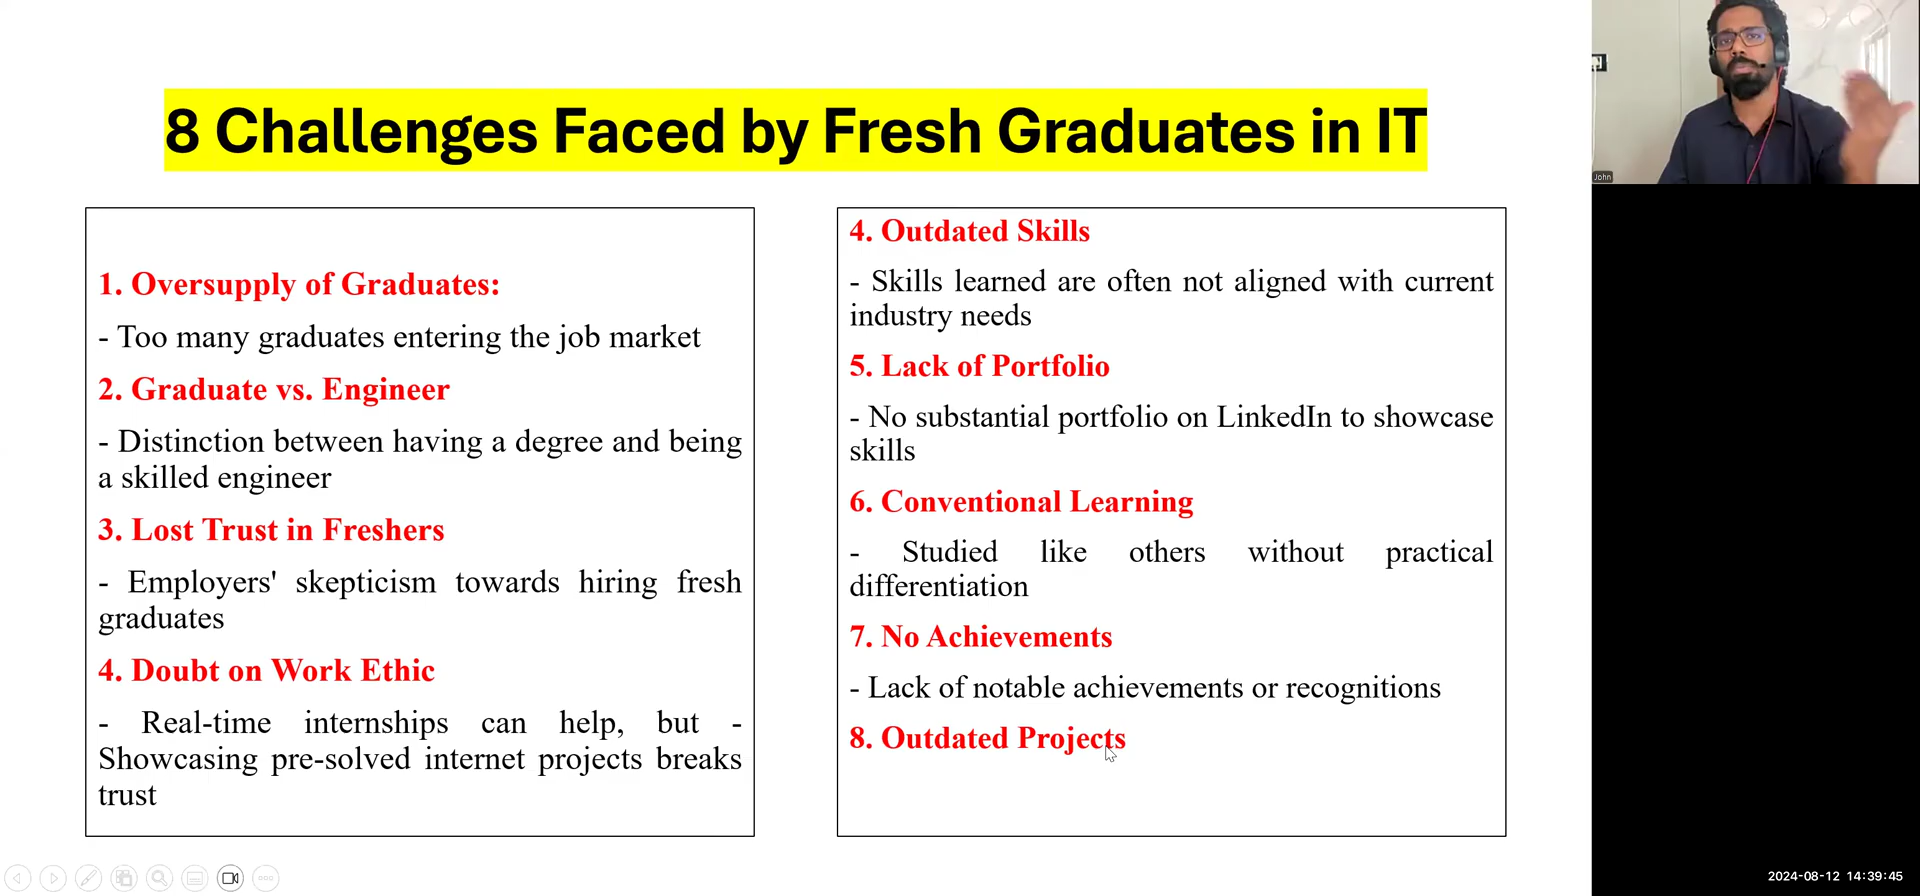 8 Challenges Faced by Fresh Graduates in IT
1. Oversupply of Graduates:
- Too many graduates entering the job market
2. Graduate vs. Engineer
- Distinction between having a degree and being
a skilled engineer
3. Lost Trust in Freshers
- Employers' skepticism towards hiring fresh
graduates
4. Doubt on Work Ethic
- Real-time internships can help, but -
Showcasing pre-solved internet projects breaks
trust
4. Outdated Skills
- Skills learned are often not aligned with current
industry needs
5. Lack of Portfolio
- No substantial portfolio on LinkedIn to showcase
skills
6. Conventional Learning
- Studied like others without practical
differentiation
7. No Achievements
- Lack of notable achievements or recognitions
8. Outdated Projects
John
2024-08-12 14:39:45